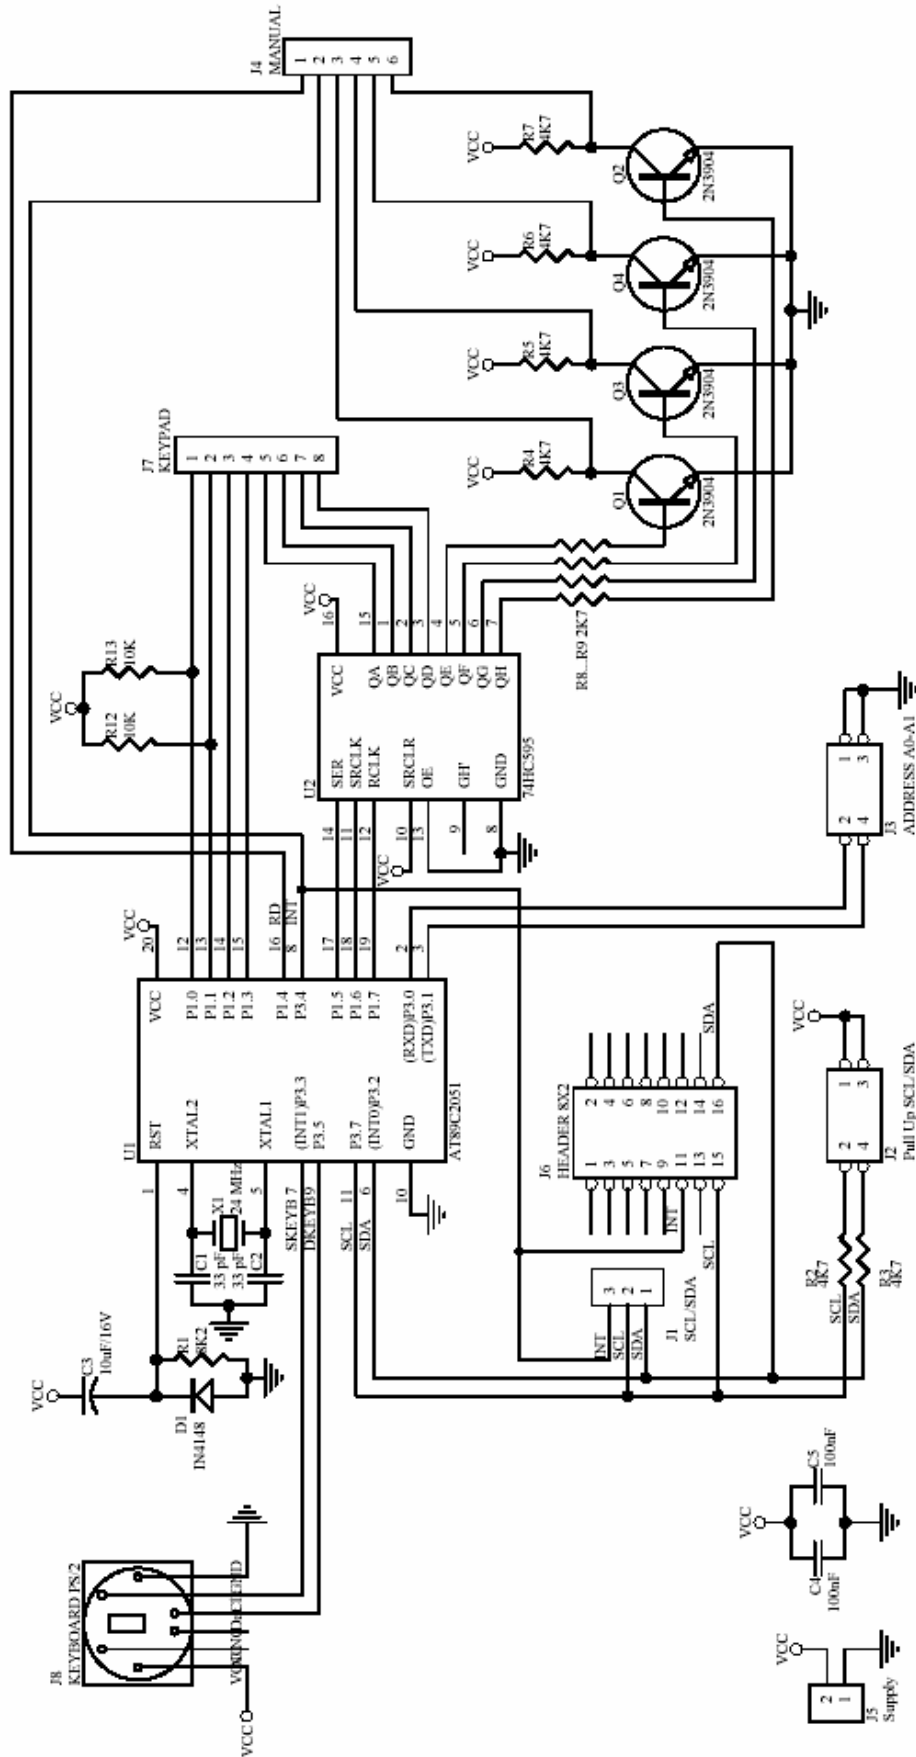 J8
KEYBOARD PS/2
VCC
GND
VCC
C3
10uF/16V
D1
IN4148
R1
8K2
C1
33 pF
33 pF
C2
X1
24 MHz
U1
1
RST
4
XTAL2
5
XTAL1
SKEYB 7
(INT1)P3.3
DKEYB9
P3.5
SCL 11
P3.7
SDA 6
(INT0)P3.2
10
GND
AT89C2051
VCC
20
VCC
P1.0
12
P1.1
13
P1.2
14
P1.3
15
P1.4
16
RD
P3.4
8
INT
P1.5
17
P1.6
18
P1.7
19
(RXD)P3.0
2
(TXD)P3.1
3
VCC
R12
10K
R13
10K
J7
KEYPAD
1
2
3
4
5
6
7
8
J4
MANUAL
1
2
3
4
5
6
U2
14
SER
11
SRCLK
12
RCLK
VCC
10
SRCLR
13
OE
9
GH'
8
GND
74HC595
VCC
16
VCC
QA
15
QB
1
QC
2
QD
3
QE
4
QF
5
QG
6
QH
7
R8...R9 2K7
VCC
R4
4K7
Q1
2N3904
VCC
R5
4K7
Q3
2N3904
VCC
R6
4K7
Q4
2N3904
VCC
R7
4K7
Q2
2N3904
INT
SCL
SDA
3
2
1
J1
SCL/SDA
J6
HEADER 8X2
1
2
3
4
5
6
7
8
9
10
INT
11
12
13
14
SDA
SCL
15
16
J5
Supply
2
1
VCC
VCC
C4
100nF
C5
100nF
SCL
SDA
R2
4K7
R3
4K7
J2
Pull Up SCL/SDA
2
1
4
3
VCC
J3
ADDRESS A0-A1
2
1
4
3